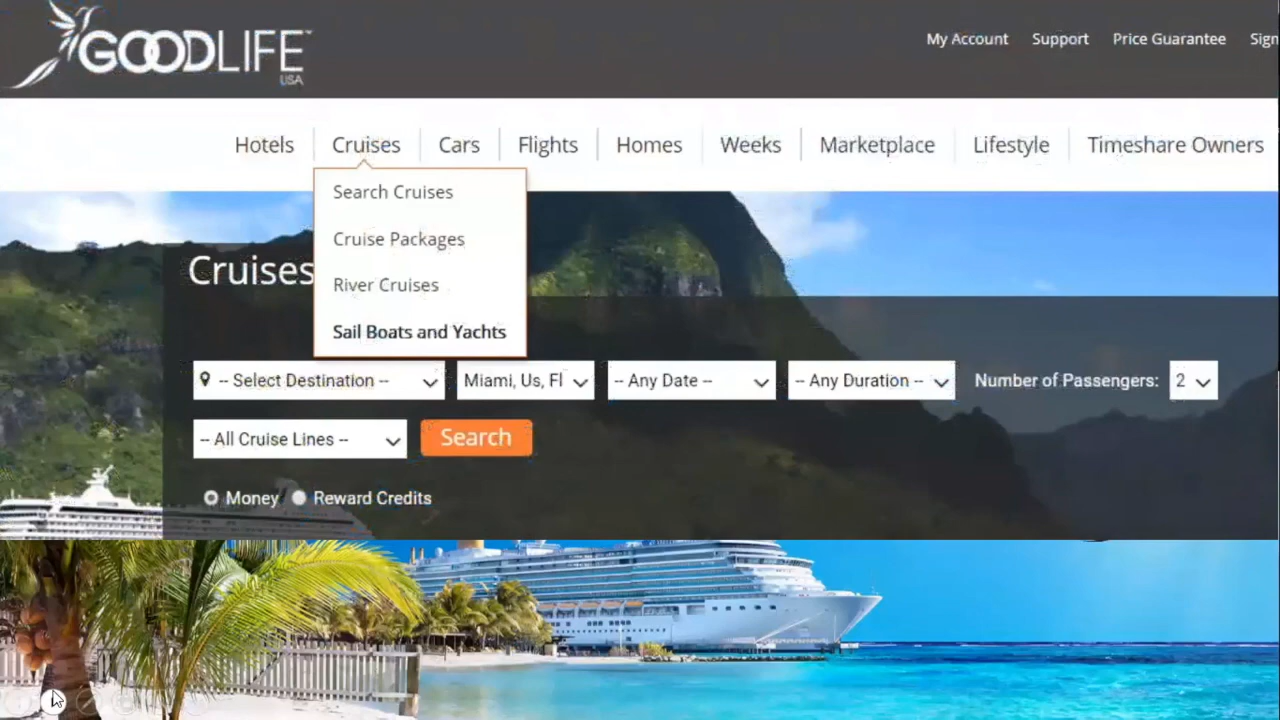 GOODLIFE
USA
My Account Support Price Guarantee Sign
Hotels Cruises Cars Flights Homes Weeks Marketplace Lifestyle Timeshare Owners
Search Cruises
Cruise Packages
River Cruises
Sail Boats and Yachts
Cruises
-- Select Destination -- Miami, Us, Fl -- Any Date -- -- Any Duration -- Number of Passengers: 2
-- All Cruise Lines -- Search
Money Reward Credits